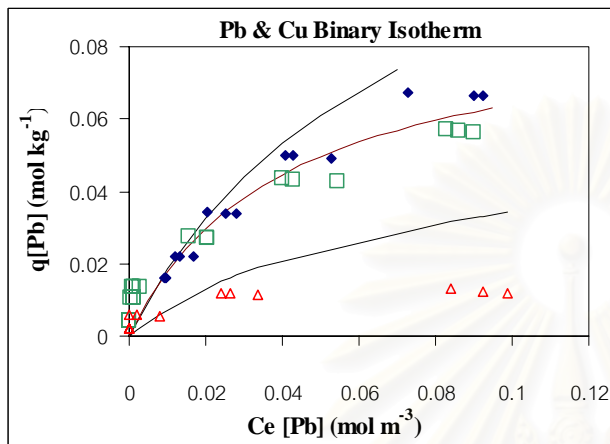 Pb & Cu Binary Isotherm
q[Pb] (mol kg⁻¹)
0.08
0.06
0.04
0.02
0
0 0.02 0.04 0.06 0.08 0.1 0.12
Ce [Pb] (mol m⁻³)